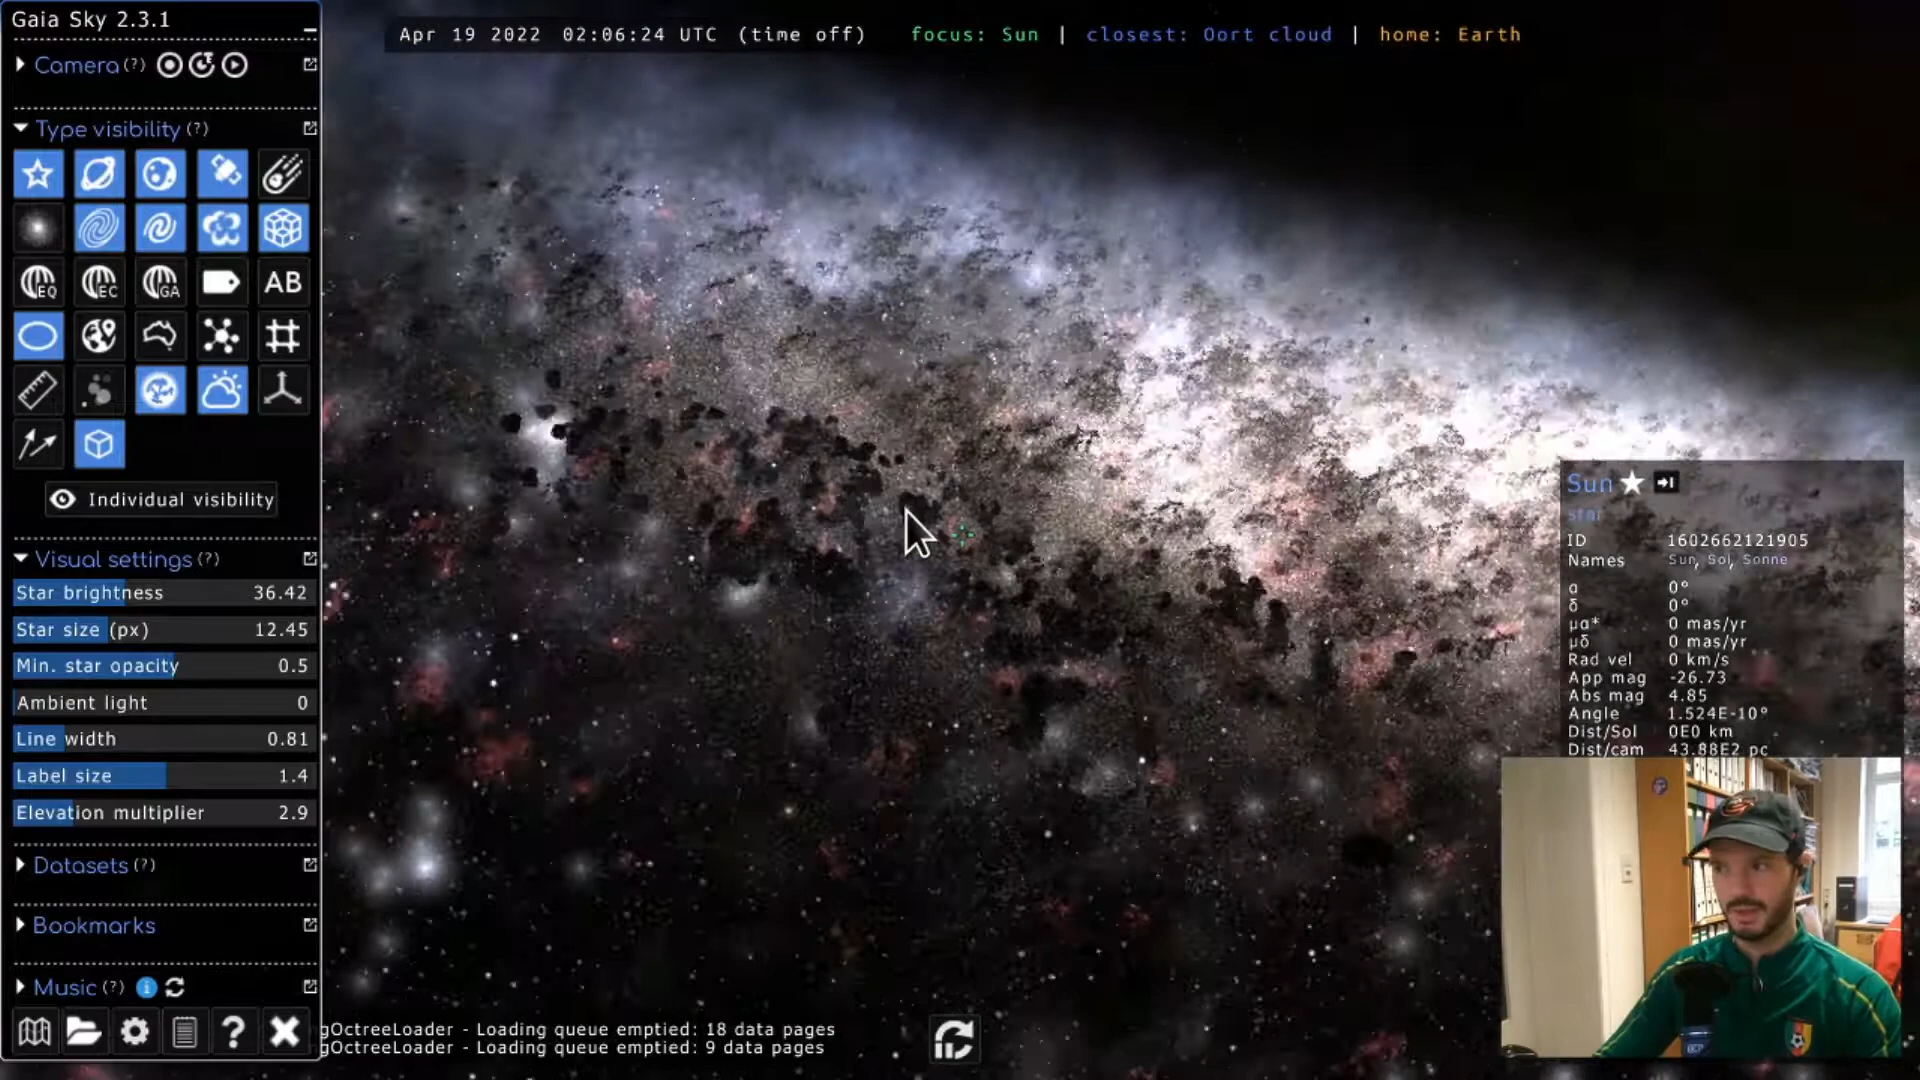 Gaia Sky 2.3.1
Apr 19 2022 02:06:24 UTC (time off) focus: Sun | closest: Oort cloud | home: Earth
Camera (?)
Type visibility (?)
EQ
EC
GA
AB
Individual visibility
Visual settings (?)
Star brightness 36.42
Star size (px) 12.45
Min. star opacity 0.5
Ambient light 0
Line width 0.81
Label size 1.4
Elevation multiplier 2.9
Datasets (?)
Bookmarks
Music (?)
gOctreeLoader - Loading queue emptied: 18 data pages
gOctreeLoader - Loading queue emptied: 9 data pages
Sun
star
ID 1602662121905
Names Sun, Sol, Sonne
α 0°
δ 0°
μα* 0 mas/yr
μδ 0 mas/yr
Rad vel 0 km/s
App mag -26.73
Abs mag 4.85
Angle 1.524E-10°
Dist/Sol 0E0 km
Dist/cam 43.88E2 pc